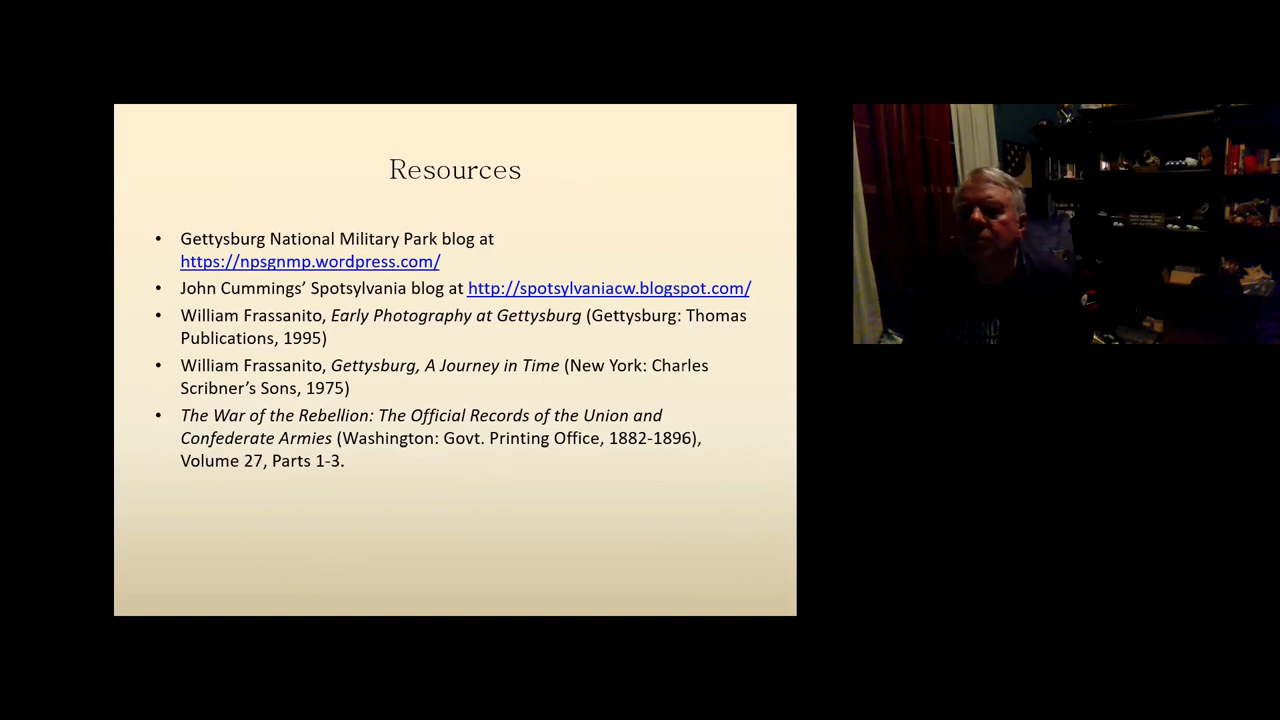 Resources
• Gettysburg National Military Park blog at
https://npsgnmp.wordpress.com/
• John Cummings’ Spotsylvania blog at http://spotsylvaniacw.blogspot.com/
• William Frassanito, Early Photography at Gettysburg (Gettysburg: Thomas
Publications, 1995)
• William Frassanito, Gettysburg, A Journey in Time (New York: Charles
Scribner’s Sons, 1975)
• The War of the Rebellion: The Official Records of the Union and
Confederate Armies (Washington: Govt. Printing Office, 1882-1896),
Volume 27, Parts 1-3.